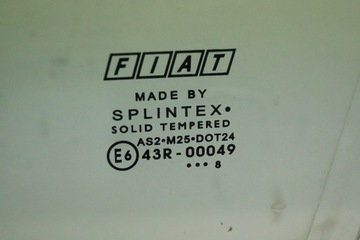 FIAT
MADE BY
SPLINTEX•
SOLID TEMPERED
AS2•M25•DOT24
E6 43R-00049
••• 8